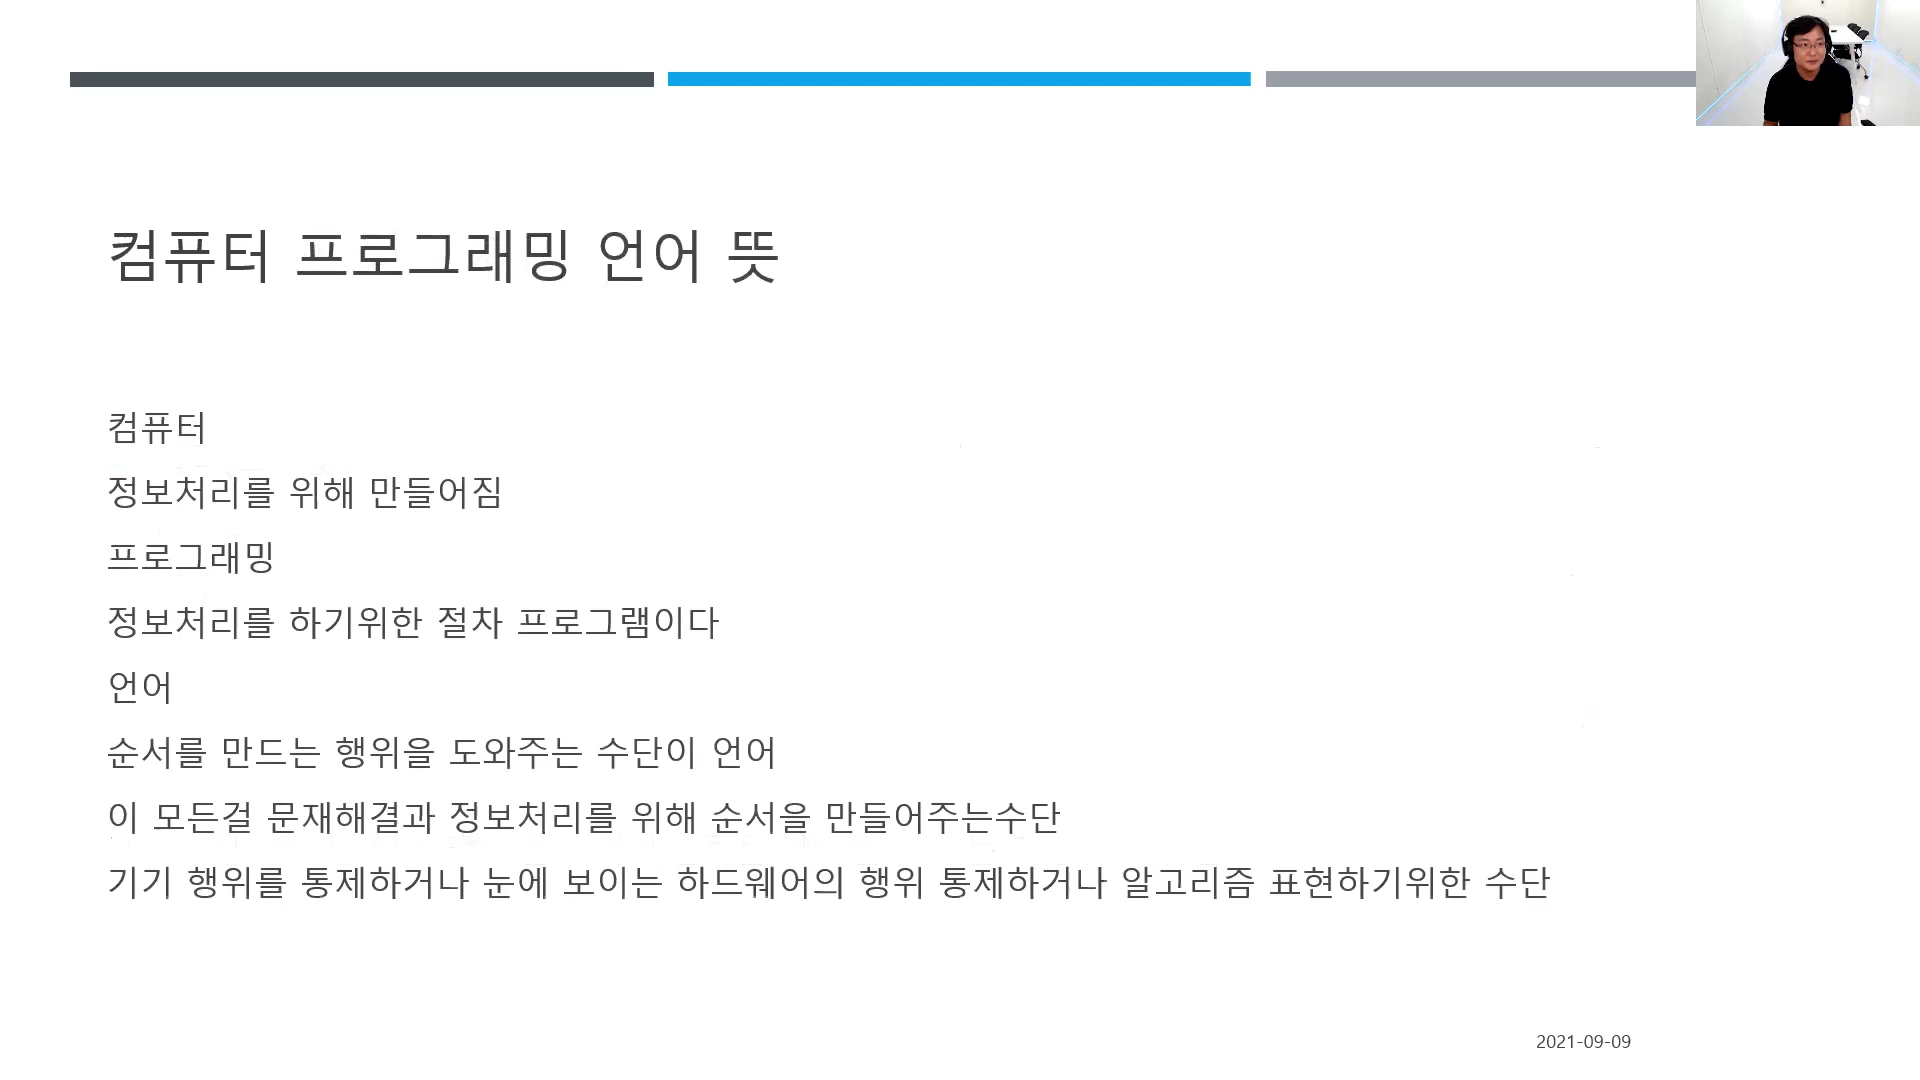 컴퓨터 프로그래밍 언어 뜻
컴퓨터
정보처리를 위해 만들어짐
프로그래밍
정보처리를 하기위한 절차 프로그램이다
언어
순서를 만드는 행위을 도와주는 수단이 언어
이 모든걸 문재해결과 정보처리를 위해 순서을 만들어주는수단
기기 행위를 통제하거나 눈에 보이는 하드웨어의 행위 통제하거나 알고리즘 표현하기위한 수단
2021-09-09